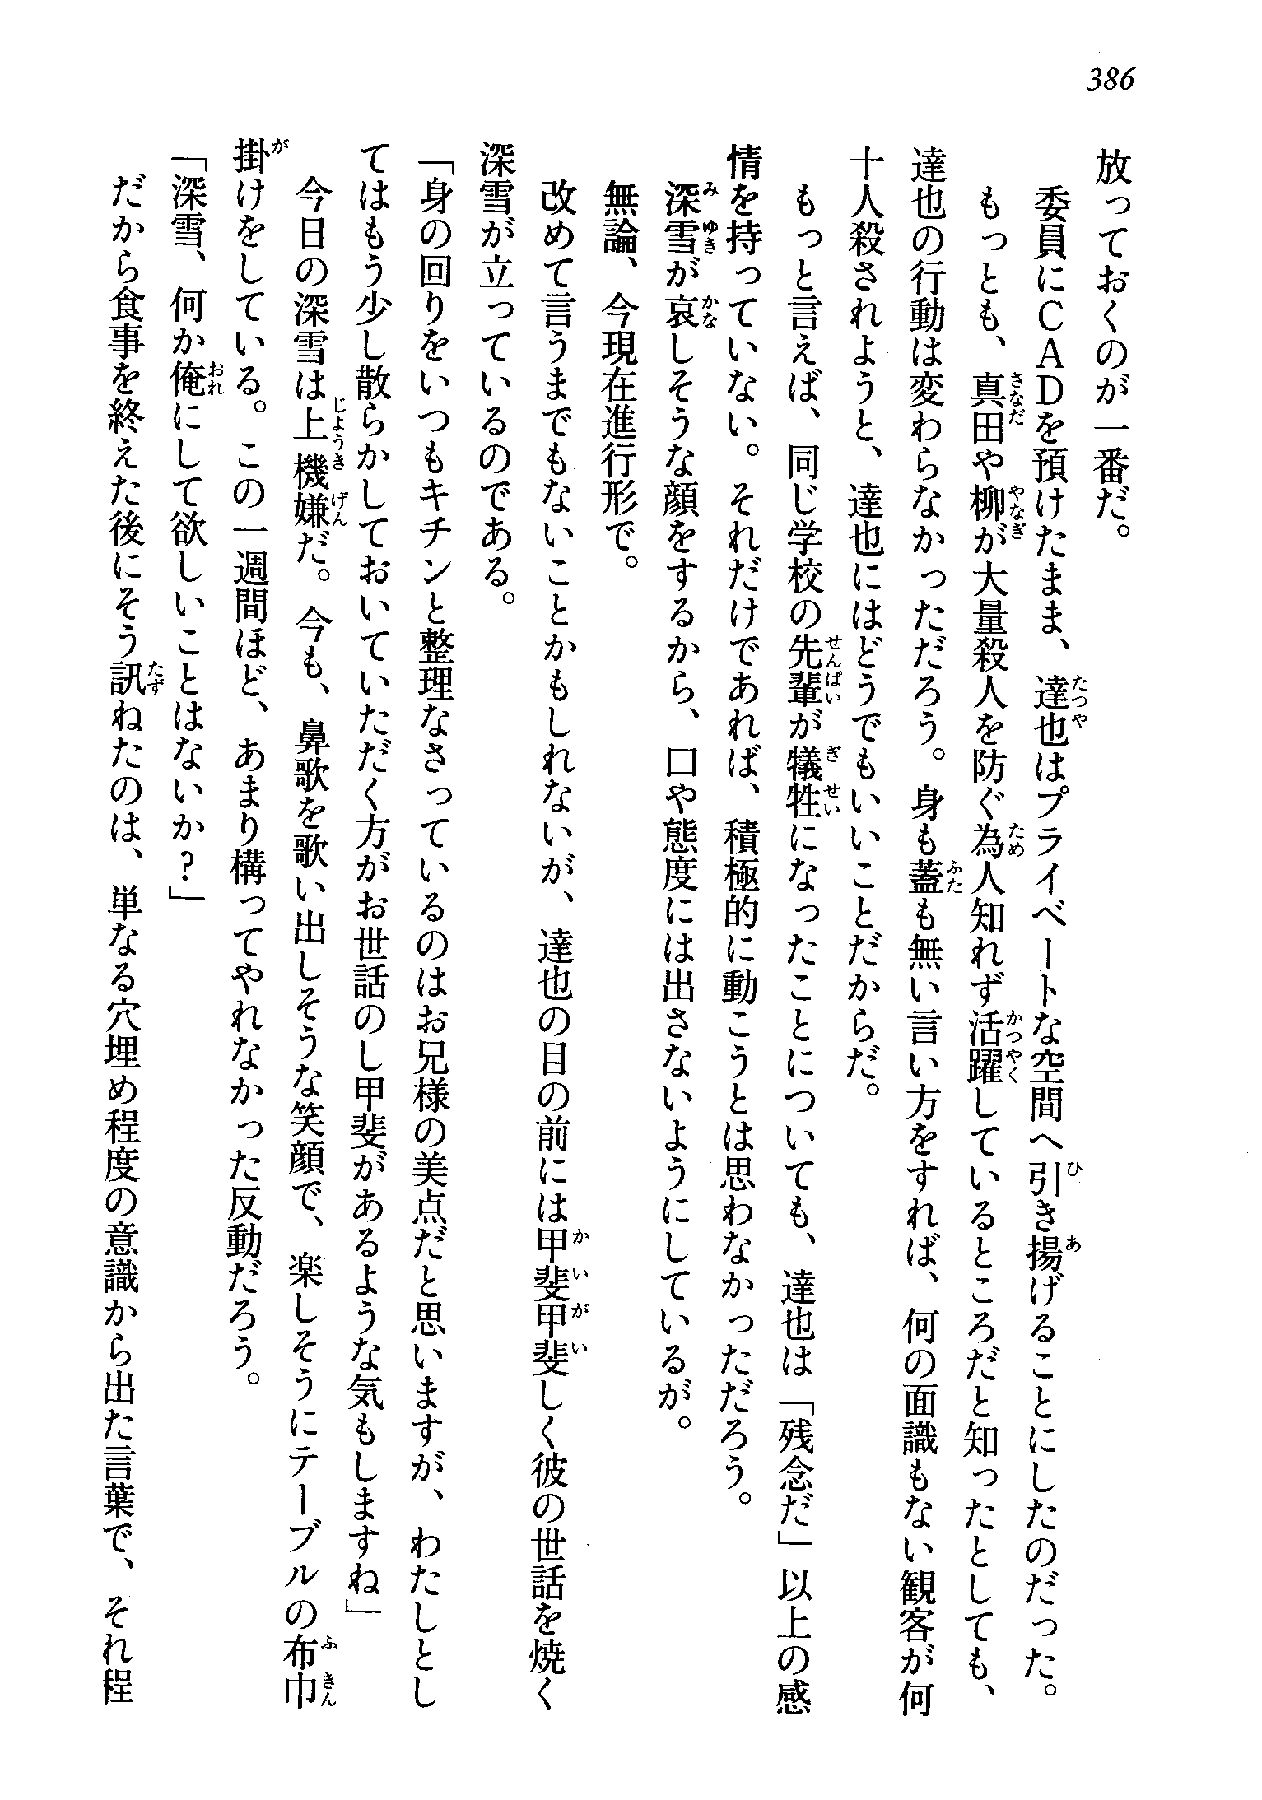 386
放っておくのが一番だ。
委員にＣＡＤを預けたまま、達也はプライベートな空間へ引き揚げることにしたのだった。
もっとも、真田や柳が大量殺人を防ぐ為人知れず活躍しているところだと知ったとしても、
達也の行動は変わらなかっただろう。身も蓋も無い言い方をすれば、何の面識もない観客が何
十人殺されようと、達也にはどうでもいいことだからだ。
もっと言えば、同じ学校の先輩が犠牲になったことについても、達也は「残念だ」以上の感
情を持っていない。それだけであれば、積極的に動こうとは思わなかっただろう。
深雪が哀しそうな顔をするから、口や態度には出さないようにしているが。
無論、今現在進行形で。
改めて言うまでもないことかもしれないが、達也の目の前には甲斐甲斐しく彼の世話を焼く
深雪が立っているのである。
「身の回りをいつもキチンと整理なさっているのはお兄様の美点だと思いますが、わたしとし
てはもう少し散らかしておいていただく方がお世話のし甲斐があるような気もしますね」
今日の深雪は上機嫌だ。今も、鼻歌を歌い出しそうな笑顔で、楽しそうにテーブルの布巾
掛けをしている。この一週間ほど、あまり構ってやれなかった反動だろう。
「深雪、何か俺にして欲しいことはないか？」
だから食事を終えた後にそう訊ねたのは、単なる穴埋め程度の意識から出た言葉で、それ程